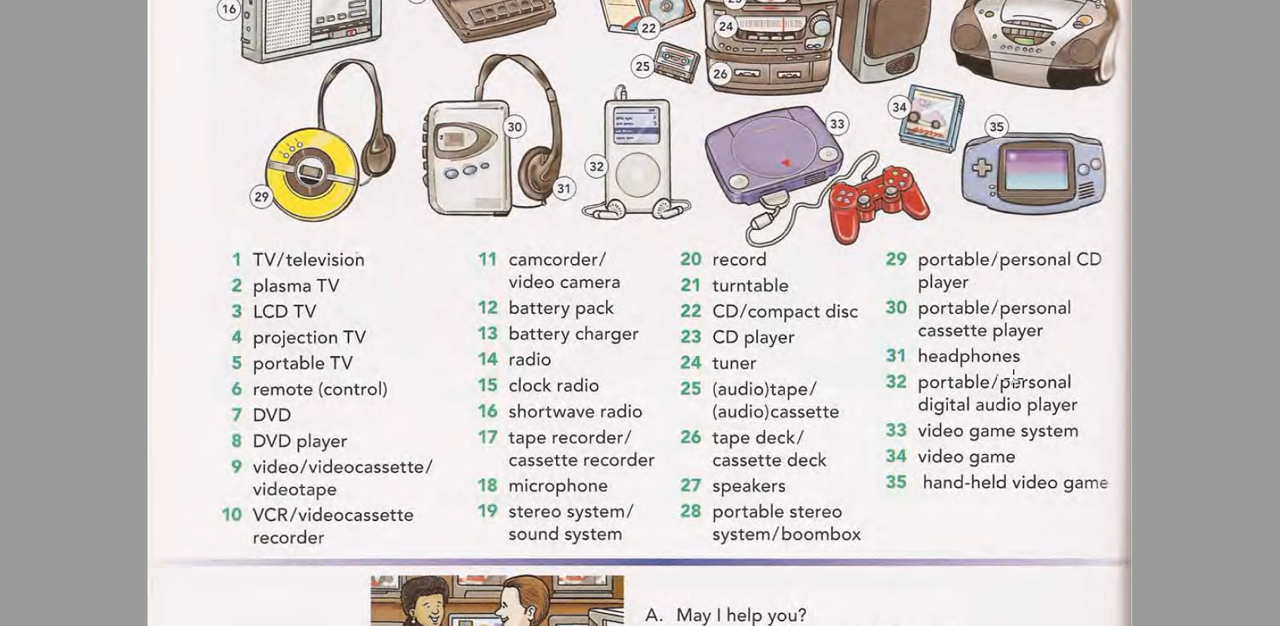 16
22
23
24
25
26
29
30
31
32
33
34
35
1 TV/television
2 plasma TV
3 LCD TV
4 projection TV
5 portable TV
6 remote (control)
7 DVD
8 DVD player
9 video/videocassette/
videotape
10 VCR/videocassette
recorder
11 camcorder/
video camera
12 battery pack
13 battery charger
14 radio
15 clock radio
16 shortwave radio
17 tape recorder/
cassette recorder
18 microphone
19 stereo system/
sound system
20 record
21 turntable
22 CD/compact disc
23 CD player
24 tuner
25 (audio)tape/
(audio)cassette
26 tape deck/
cassette deck
27 speakers
28 portable stereo
system/boombox
29 portable/personal CD
player
30 portable/personal
cassette player
31 headphones
32 portable/personal
digital audio player
33 video game system
34 video game
35 hand-held video game
A. May I help you?